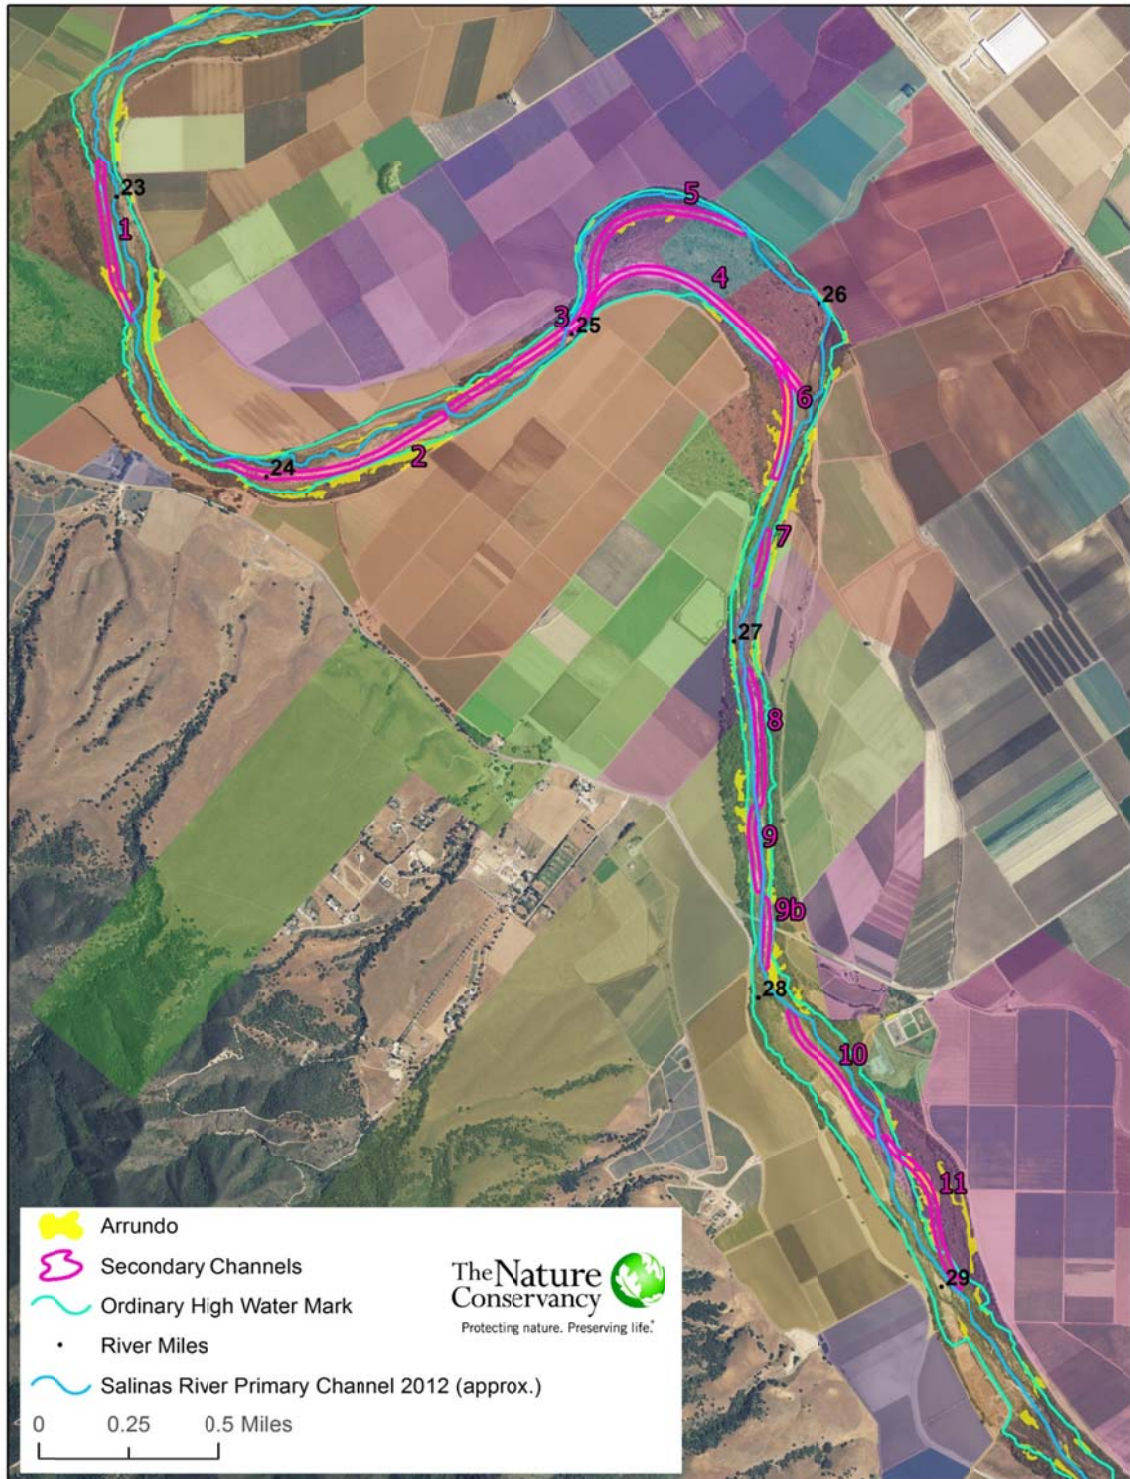 5
23
1
4
26
3
25
6
24
2
7
27
8
9
9b
28
10
11
29
Arrundo
Secondary Channels
Ordinary High Water Mark
River Miles
Salinas River Primary Channel 2012 (approx.)
0 0.25 0.5 Miles
The Nature
Conservancy
Protecting nature. Preserving life.®